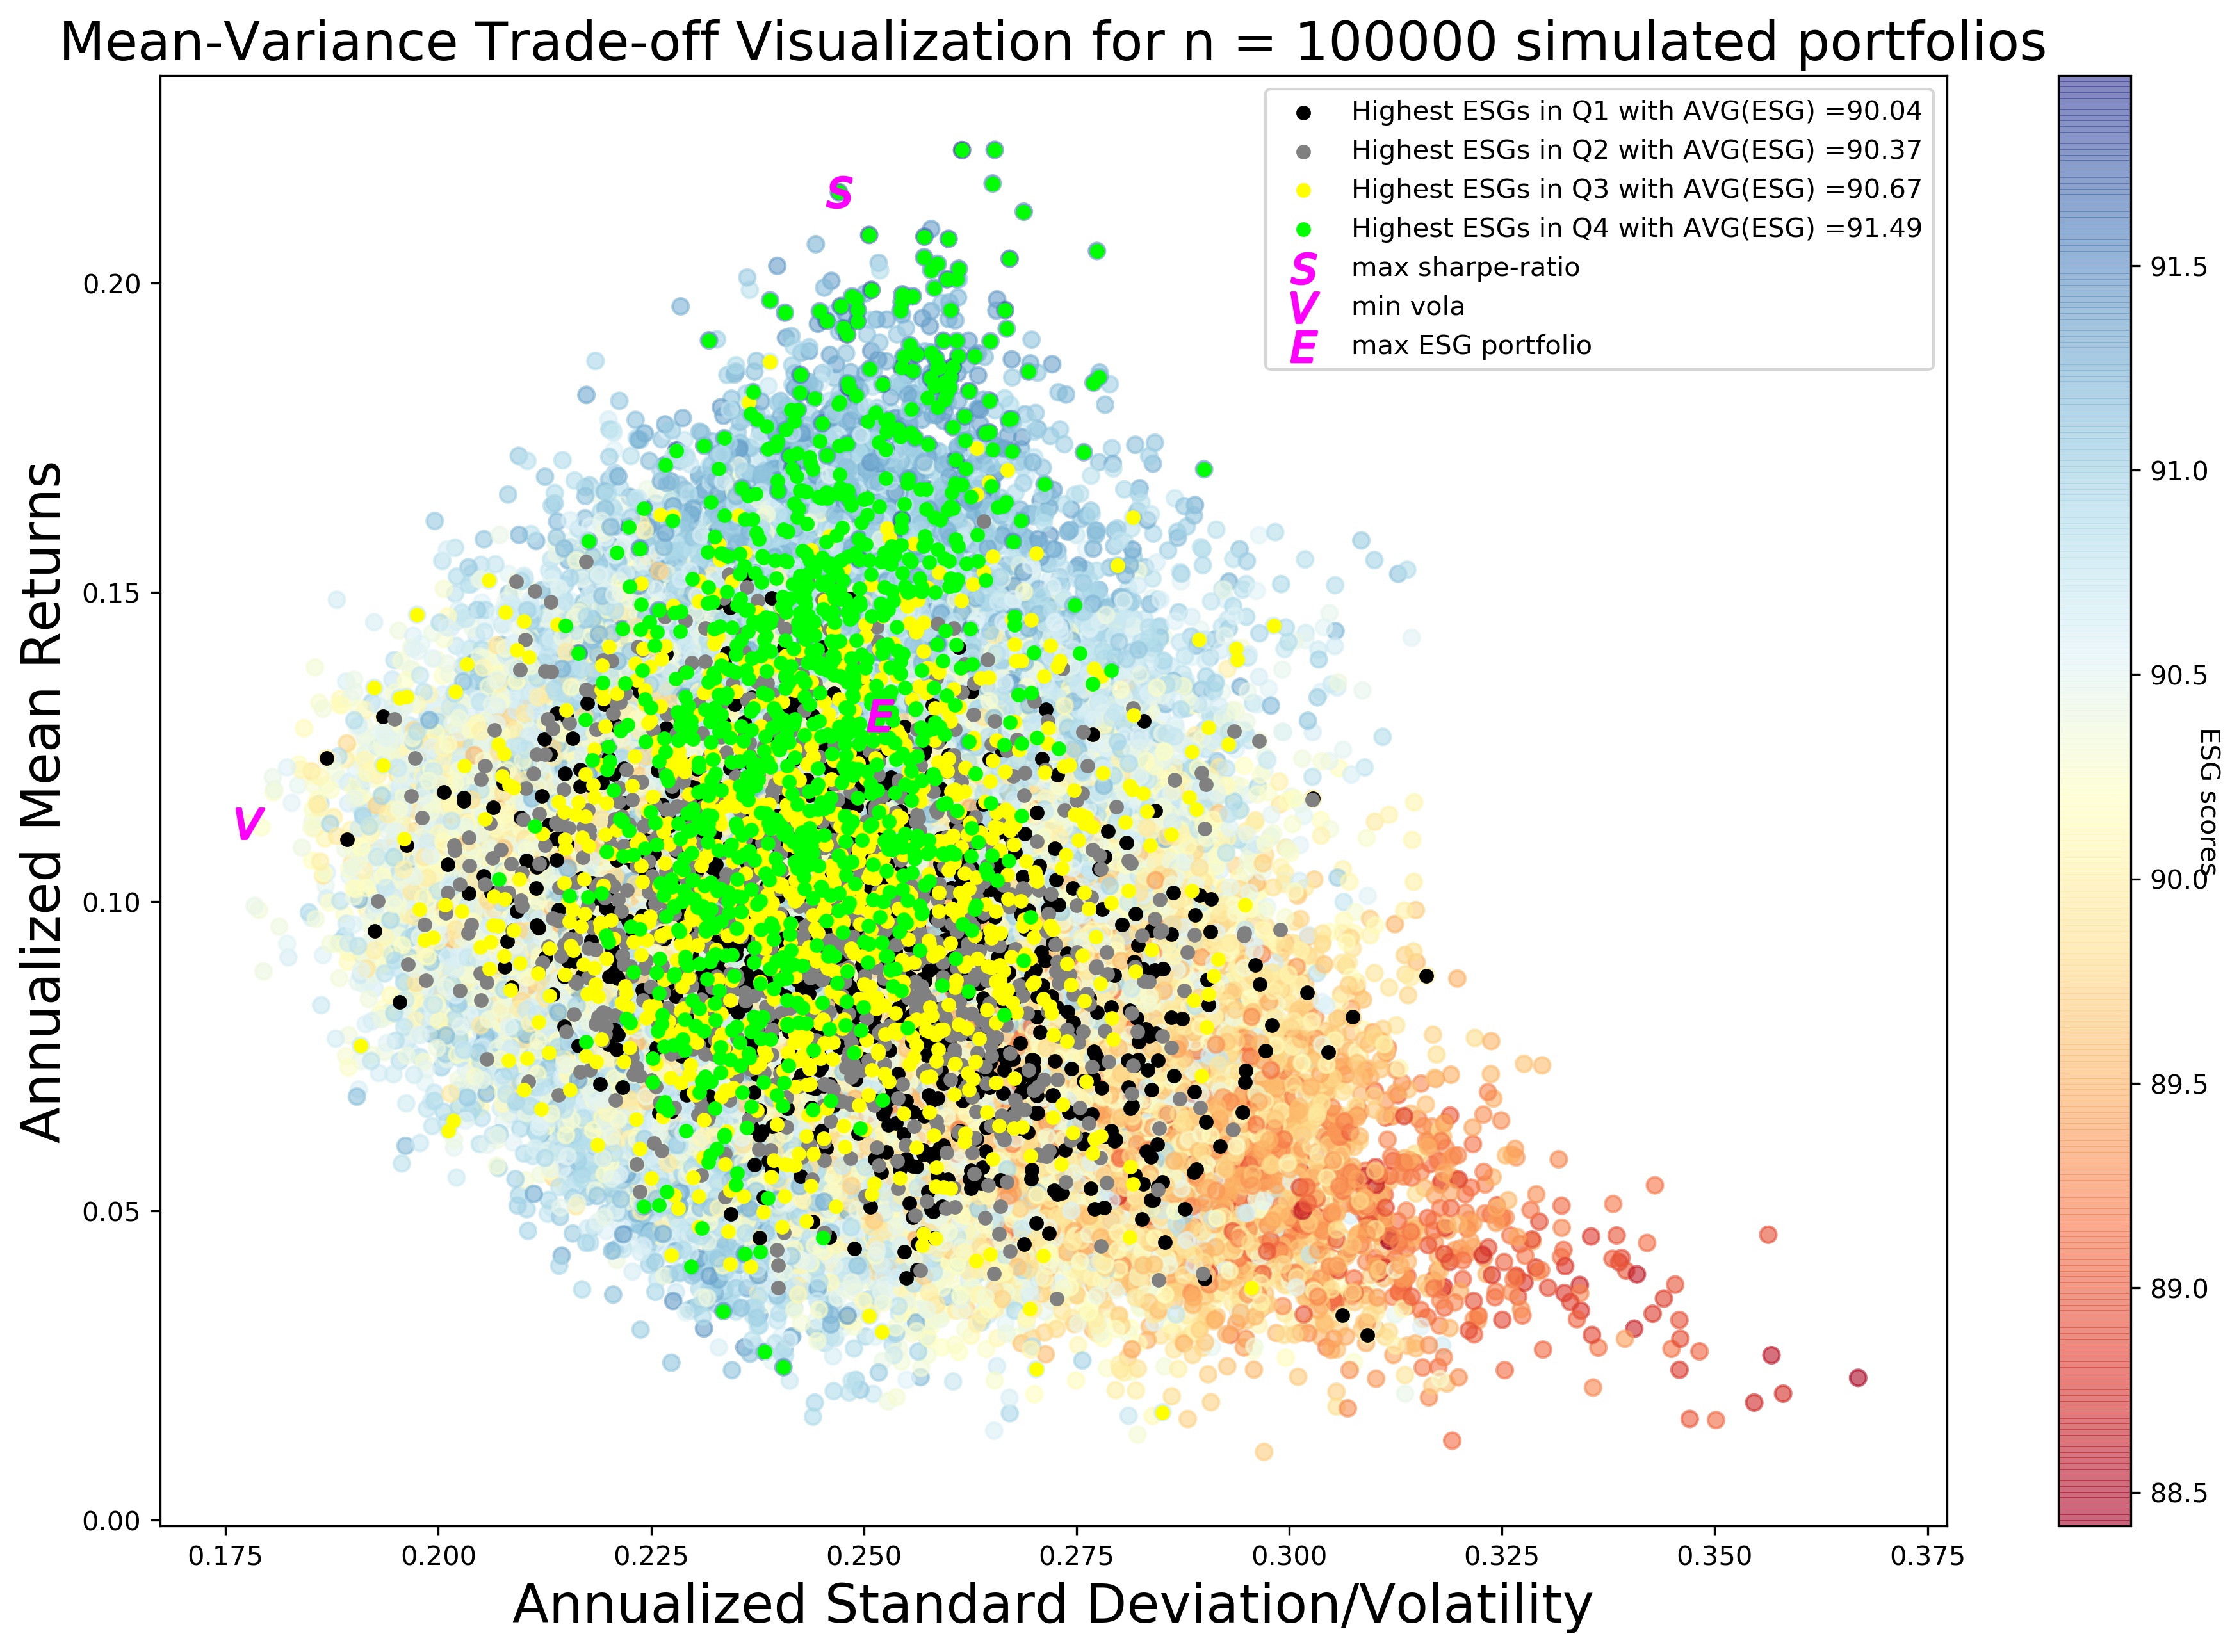 Mean-Variance Trade-off Visualization for n = 100000 simulated portfolios
Highest ESGs in Q1 with AVG(ESG) =90.04
Highest ESGs in Q2 with AVG(ESG) =90.37
Highest ESGs in Q3 with AVG(ESG) =90.67
Highest ESGs in Q4 with AVG(ESG) =91.49
S max sharpe-ratio
V min vola
E max ESG portfolio
S
E
V
Annualized Mean Returns
0.20
0.15
0.10
0.05
0.00
0.175 0.200 0.225 0.250 0.275 0.300 0.325 0.350 0.375
Annualized Standard Deviation/Volatility
91.5
91.0
90.5
90.0
89.5
89.0
88.5
ESG scores